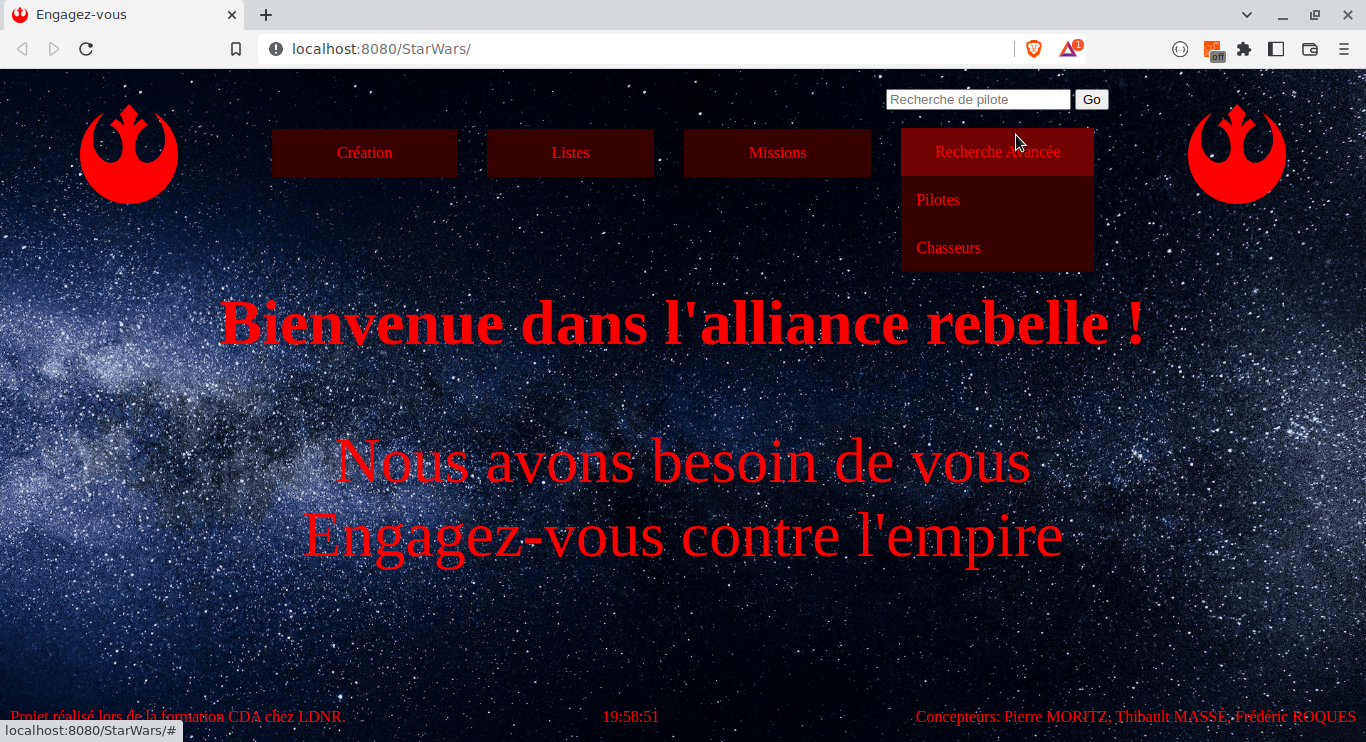 Engagez-vous
localhost:8080/StarWars/
1
off
Recherche de pilote Go
Création Listes Missions Recherche Avancée
Pilotes
Chasseurs
Bienvenue dans l'alliance rebelle !
Nous avons besoin de vous
Engagez-vous contre l'empire
Projet réalisé lors de la formation CDA chez LDNR. 19:58:51 Concepteurs: Pierre MORITZ, Thibault MASSÉ, Frédéric ROQUES
localhost:8080/StarWars/#